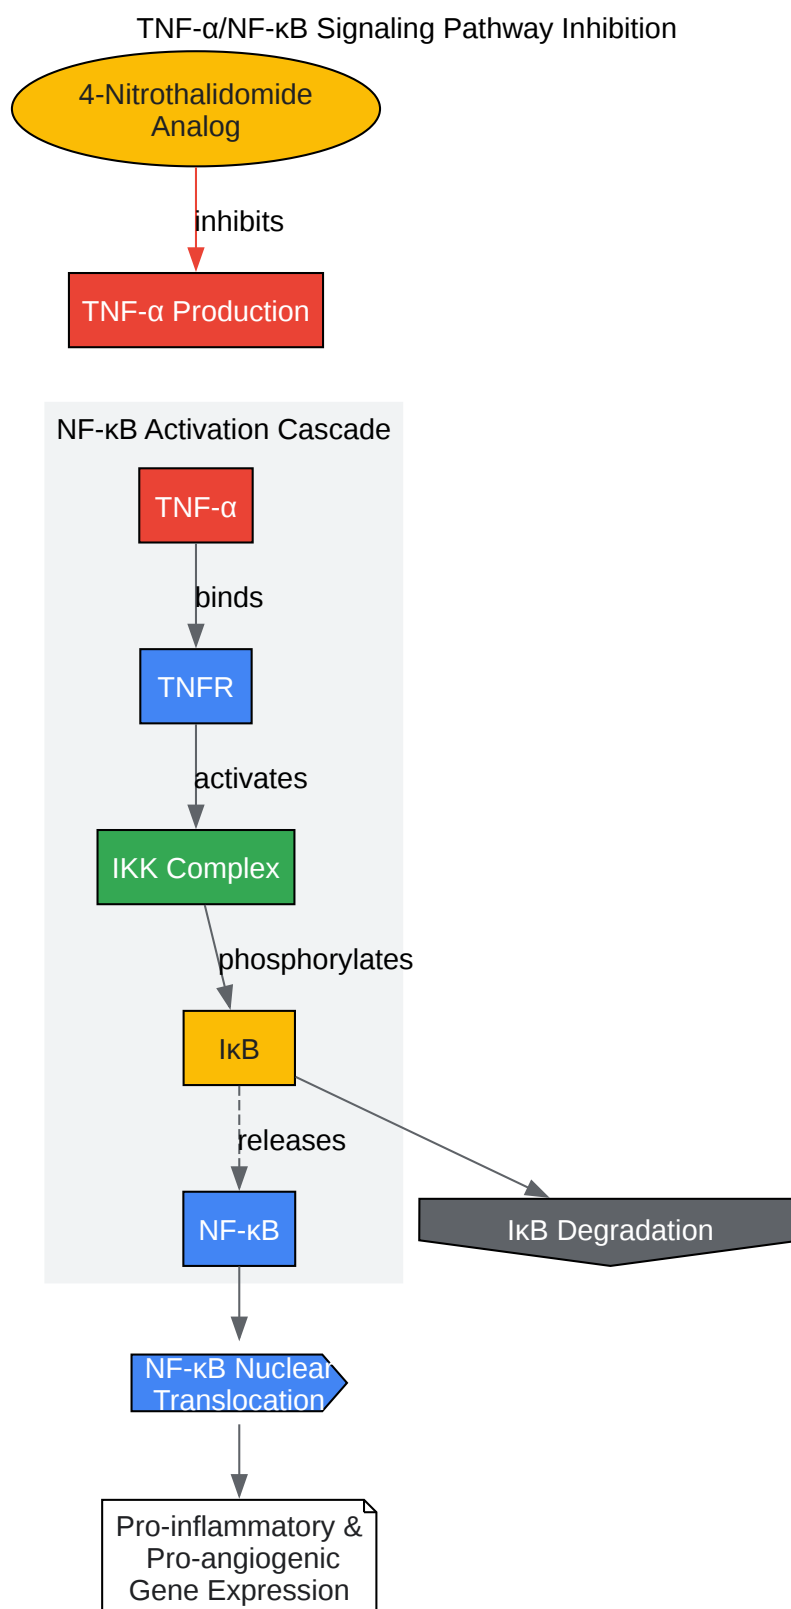 TNF-α/NF-κB Signaling Pathway Inhibition
4-Nitrothalidomide
Analog
inhibits
TNF-α Production
NF-κB Activation Cascade
TNF-α
binds
TNFR
activates
IKK Complex
phosphorylates
IκB
releases
NF-κB
IκB Degradation
NF-κB Nuclear
Translocation
Pro-inflammatory &
Pro-angiogenic
Gene Expression